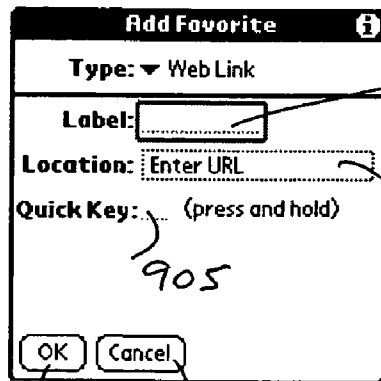 Add Favorite i
Type: Web Link
Label:
Location: Enter URL
Quick Key: (press and hold)
905
OK Cancel